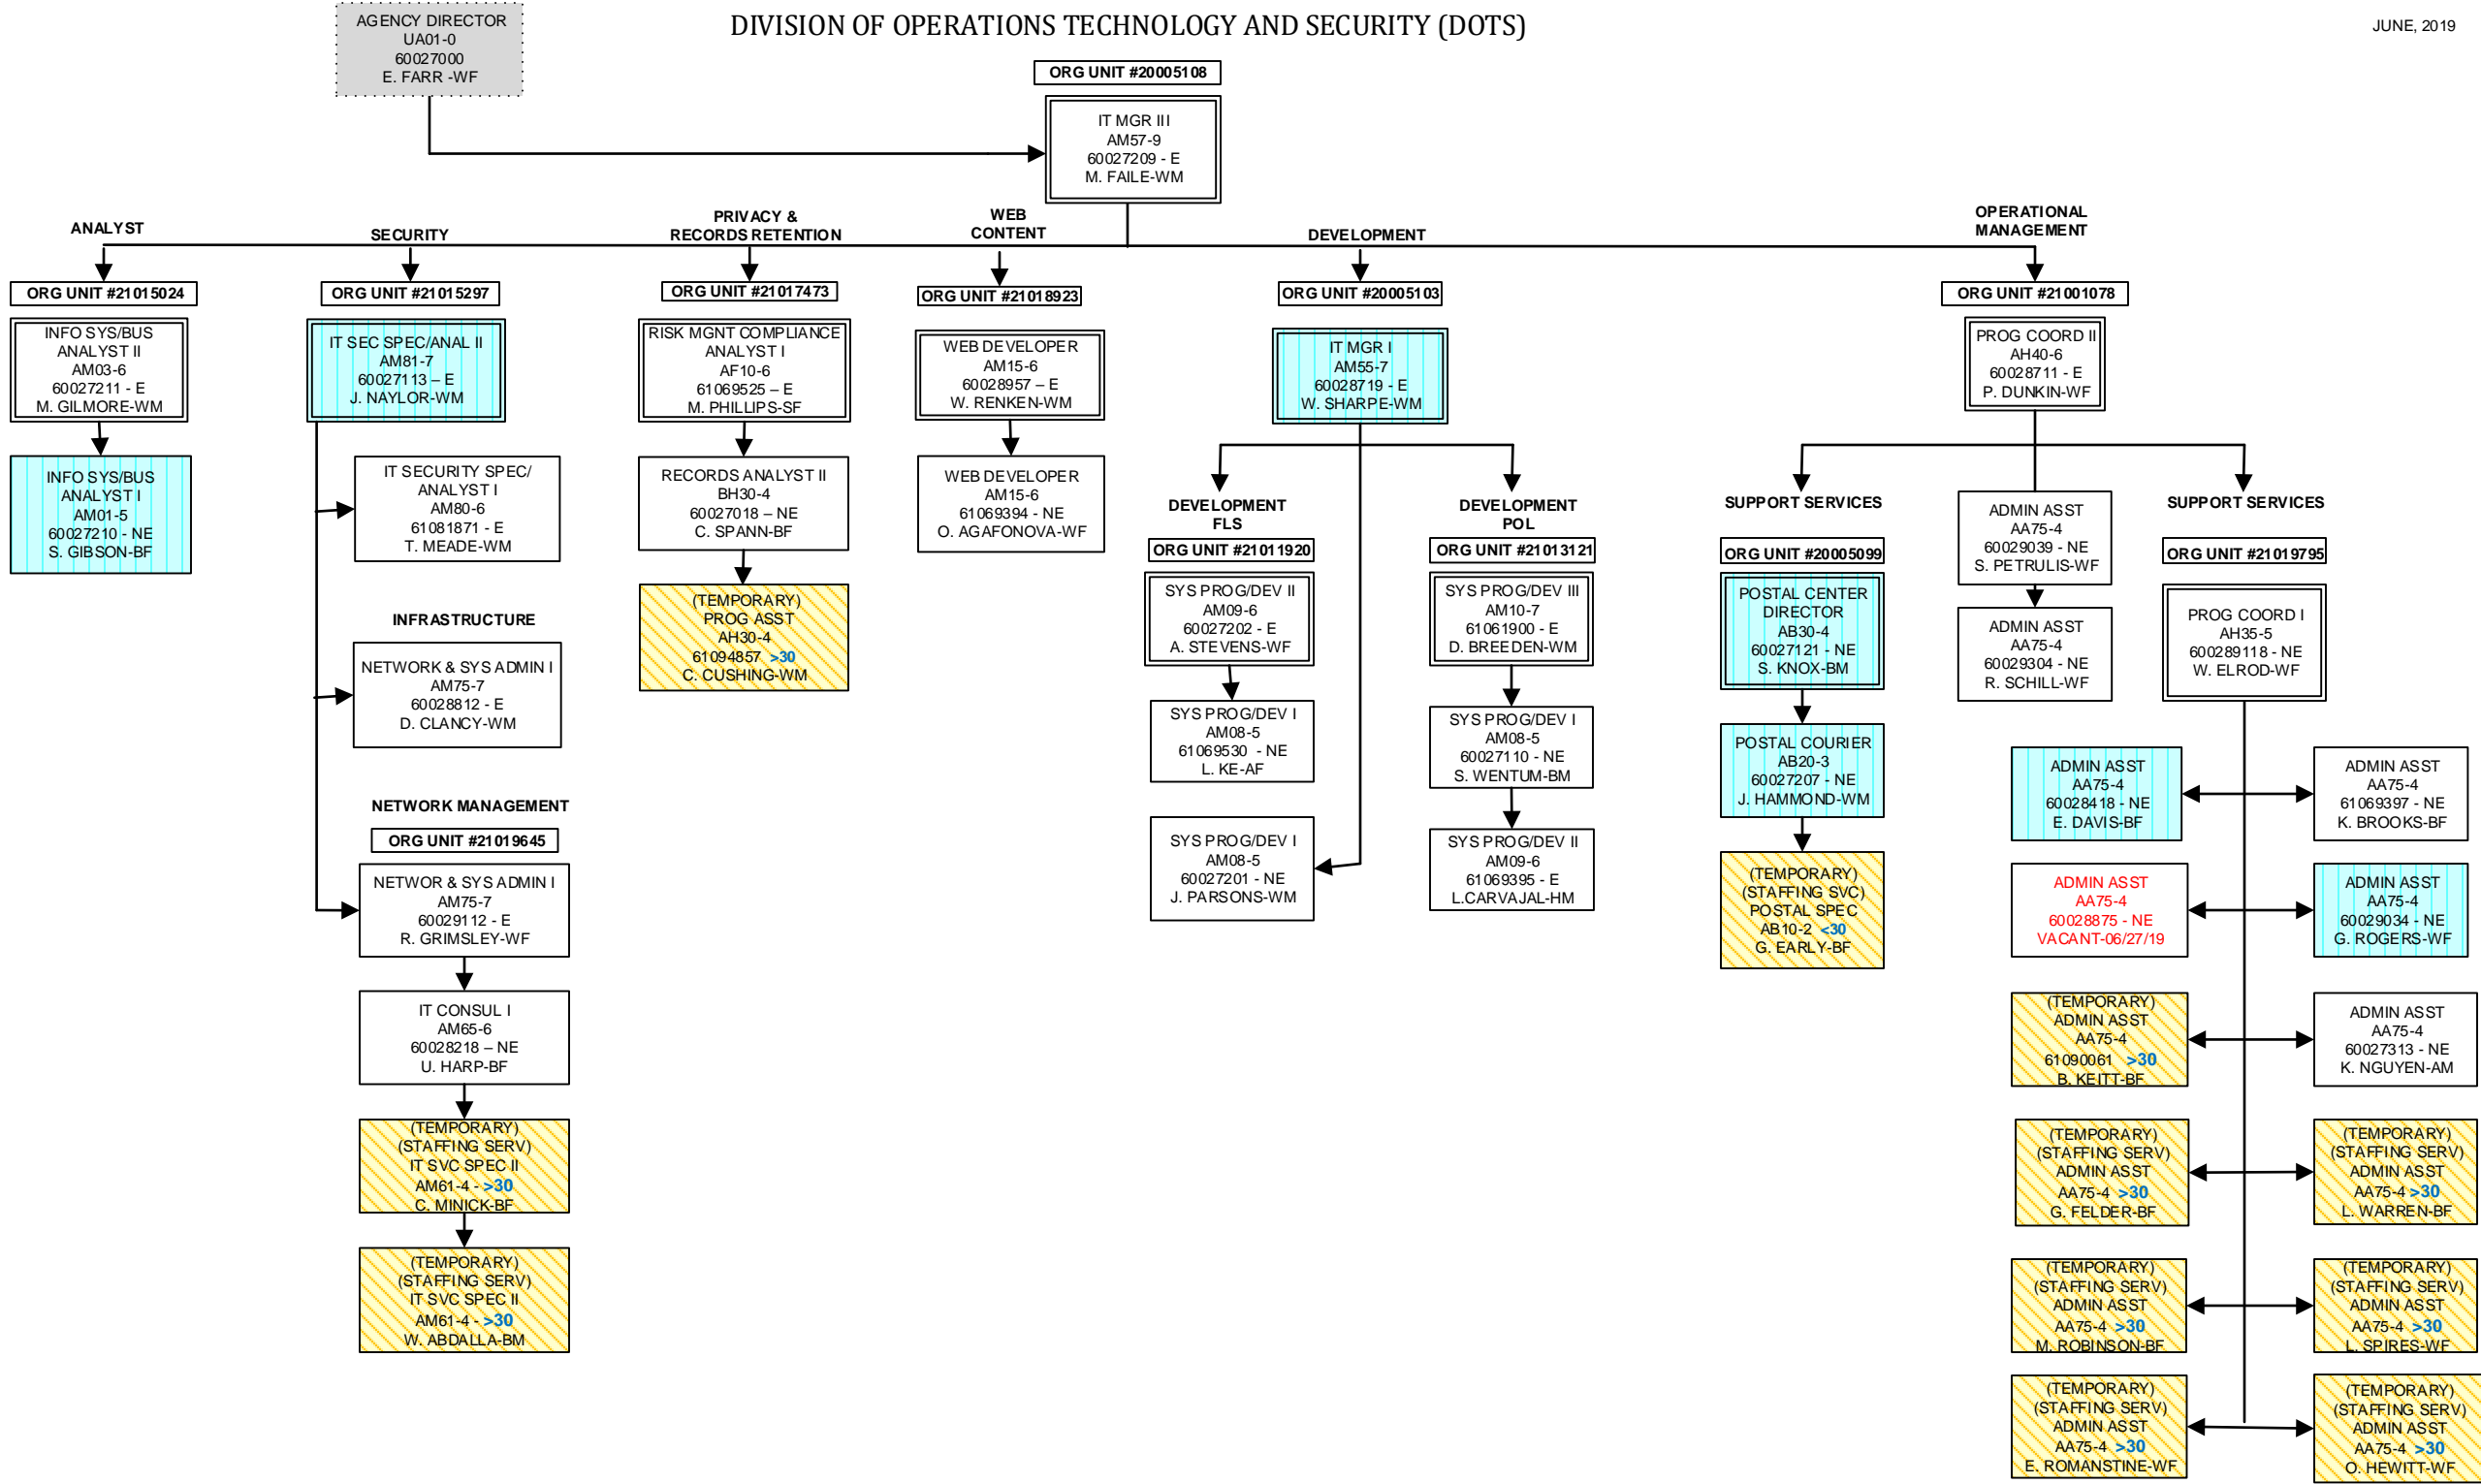 AGENCY DIRECTOR
UA01-0
60027000
E. FARR -WF
DIVISION OF OPERATIONS TECHNOLOGY AND SECURITY (DOTS)
JUNE, 2019
ORG UNIT #20005108
IT MGR III
AM57-9
60027209 - E
M. FAILE-WM
ANALYST
ORG UNIT #21015024
INFO SYS/BUS
ANALYST II
AM03-6
60027211 - E
M. GILMORE-WM
INFO SYS/BUS
ANALYST I
AM01-5
60027210 - NE
S. GIBSON-BF
SECURITY
ORG UNIT #21015297
IT SEC SPEC/ANAL II
AM81-7
60027113 – E
J. NAYLOR-WM
IT SECURITY SPEC/
ANALYST I
AM80-6
61081871 - E
T. MEADE-WM
INFRASTRUCTURE
NETWORK & SYS ADMIN I
AM75-7
60028812 - E
D. CLANCY-WM
NETWORK MANAGEMENT
ORG UNIT #21019645
NETWOR & SYS ADMIN I
AM75-7
60029112 - E
R. GRIMSLEY-WF
IT CONSUL I
AM65-6
60028218 – NE
U. HARP-BF
(TEMPORARY)
(STAFFING SERV)
IT SVC SPEC II
AM61-4 - >30
C. MINICK-BF
(TEMPORARY)
(STAFFING SERV)
IT SVC SPEC II
AM61-4 - >30
W. ABDALLA-BM
PRIVACY &
RECORDS RETENTION
ORG UNIT #21017473
RISK MGNT COMPLIANCE
ANALYST I
AF10-6
61069525 – E
M. PHILLIPS-SF
RECORDS ANALYST II
BH30-4
60027018 – NE
C. SPANN-BF
(TEMPORARY)
PROG ASST
AH30-4
61094857 >30
C. CUSHING-WM
WEB
CONTENT
ORG UNIT #21018923
WEB DEVELOPER
AM15-6
60028957 – E
W. RENKEN-WM
WEB DEVELOPER
AM15-6
61069394 - NE
O. AGAFONOVA-WF
DEVELOPMENT
ORG UNIT #20005103
IT MGR I
AM55-7
60028719 - E
W. SHARPE-WM
DEVELOPMENT
FLS
ORG UNIT #21011920
SYS PROG/DEV II
AM09-6
60027202 - E
A. STEVENS-WF
SYS PROG/DEV I
AM08-5
61069530 - NE
L. KE-AF
SYS PROG/DEV I
AM08-5
60027201 - NE
J. PARSONS-WM
DEVELOPMENT
POL
ORG UNIT #21013121
SYS PROG/DEV III
AM10-7
61061900 - E
D. BREEDEN-WM
SYS PROG/DEV I
AM08-5
60027110 - NE
S. WENTUM-BM
SYS PROG/DEV II
AM09-6
61069395 - E
L.CARVAJAL-HM
OPERATIONAL
MANAGEMENT
ORG UNIT #21001078
PROG COORD II
AH40-6
60028711 - E
P. DUNKIN-WF
SUPPORT SERVICES
ORG UNIT #20005099
POSTAL CENTER
DIRECTOR
AB30-4
60027121 - NE
S. KNOX-BM
POSTAL COURIER
AB20-3
60027207 - NE
J. HAMMOND-WM
(TEMPORARY)
(STAFFING SVC)
POSTAL SPEC
AB10-2 <30
G. EARLY-BF
ADMIN ASST
AA75-4
60029039 - NE
S. PETRULIS-WF
ADMIN ASST
AA75-4
60029304 - NE
R. SCHILL-WF
SUPPORT SERVICES
ORG UNIT #21019795
PROG COORD I
AH35-5
600289118 - NE
W. ELROD-WF
ADMIN ASST
AA75-4
60028418 - NE
E. DAVIS-BF
ADMIN ASST
AA75-4
61069397 - NE
K. BROOKS-BF
ADMIN ASST
AA75-4
60028875 - NE
VACANT-06/27/19
ADMIN ASST
AA75-4
60029034 - NE
G. ROGERS-WF
(TEMPORARY)
ADMIN ASST
AA75-4
61090061 >30
B. KEITT-BF
ADMIN ASST
AA75-4
60027313 - NE
K. NGUYEN-AM
(TEMPORARY)
(STAFFING SERV)
ADMIN ASST
AA75-4 >30
G. FELDER-BF
(TEMPORARY)
(STAFFING SERV)
ADMIN ASST
AA75-4 >30
L. WARREN-BF
(TEMPORARY)
(STAFFING SERV)
ADMIN ASST
AA75-4 >30
M. ROBINSON-BF
(TEMPORARY)
(STAFFING SERV)
ADMIN ASST
AA75-4 >30
L. SPIRES-WF
(TEMPORARY)
(STAFFING SERV)
ADMIN ASST
AA75-4 >30
E. ROMANSTINE-WF
(TEMPORARY)
(STAFFING SERV)
ADMIN ASST
AA75-4 >30
O. HEWITT-WF